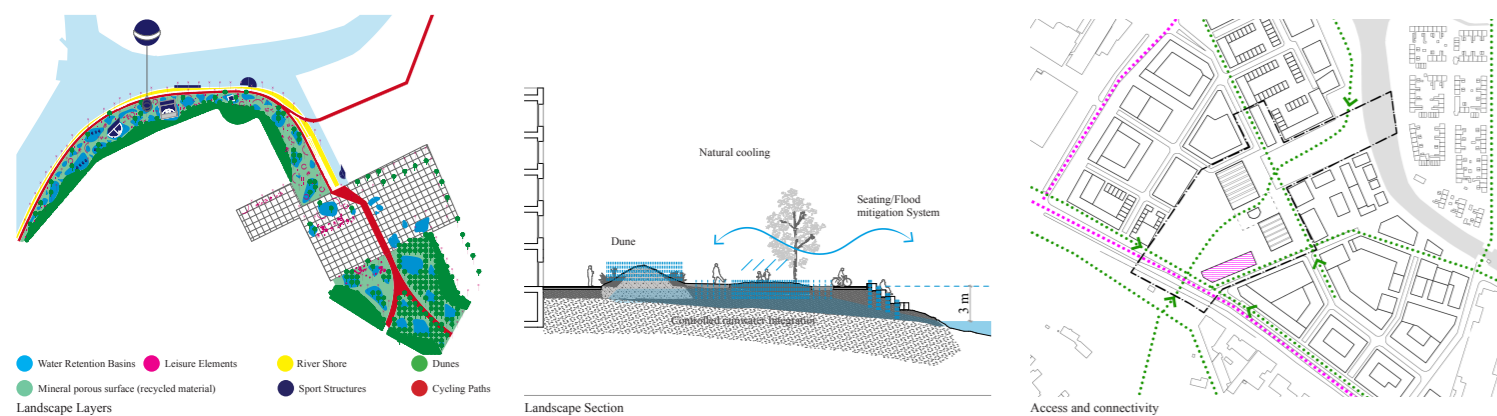 Natural cooling
Seating/Flood
mitigation System
Dune
3 m
Controlled rainwater Integration
Water Retention Basins
Leisure Elements
River Shore
Dunes
Mineral porous surface (recycled material)
Sport Structures
Cycling Paths
Landscape Layers
Landscape Section
Access and connectivity